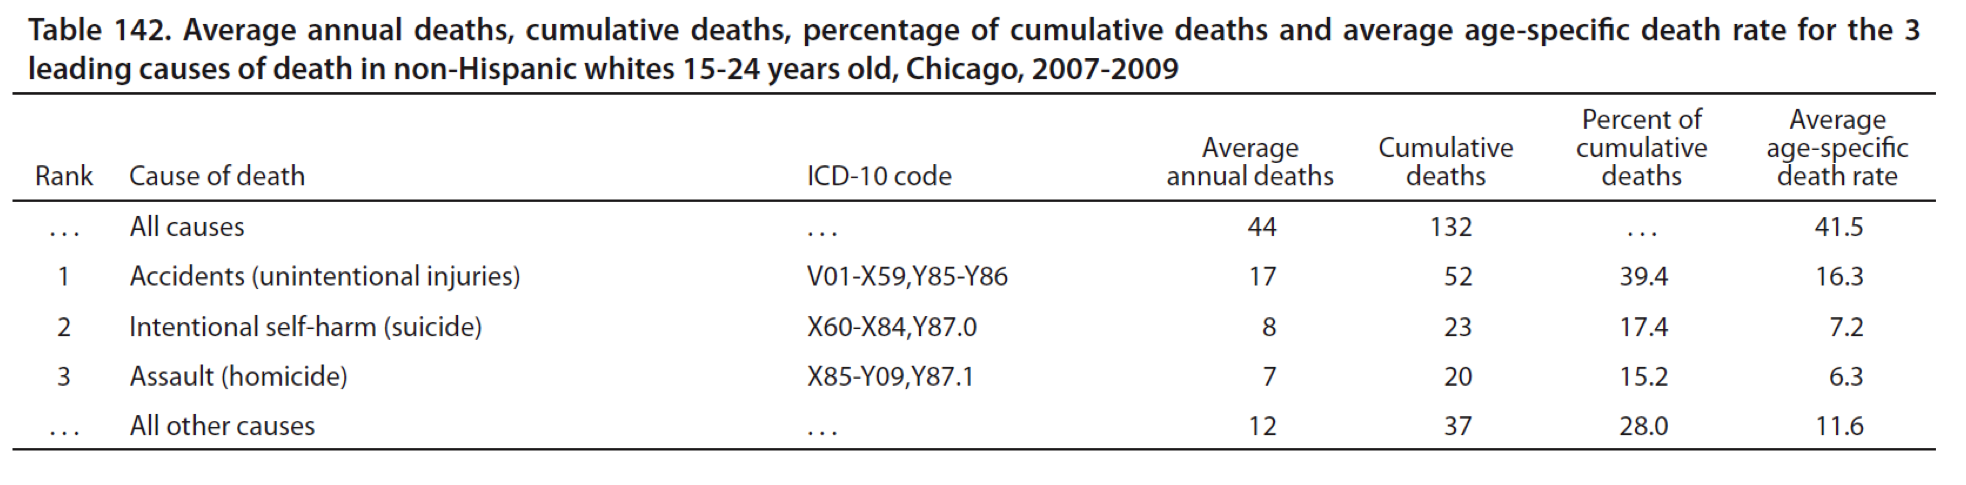 Table 142. Average annual deaths, cumulative deaths, percentage of cumulative deaths and average age-specific death rate for the 3
leading causes of death in non-Hispanic whites 15-24 years old, Chicago, 2007-2009
Rank Cause of death ICD-10 code Average annual deaths Cumulative deaths Percent of cumulative deaths Average age-specific death rate
... All causes ... 44 132 ... 41.5
1 Accidents (unintentional injuries) V01-X59,Y85-Y86 17 52 39.4 16.3
2 Intentional self-harm (suicide) X60-X84,Y87.0 8 23 17.4 7.2
3 Assault (homicide) X85-Y09,Y87.1 7 20 15.2 6.3
... All other causes ... 12 37 28.0 11.6